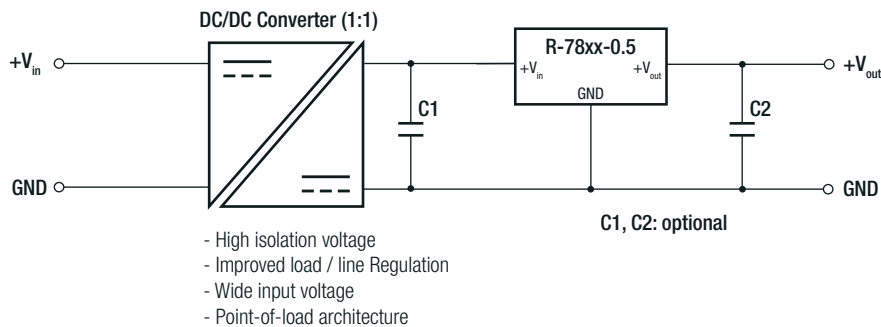 DC/DC Converter (1:1)
R-78xx-0.5
+Vin
+Vin
+Vout
+Vout
GND
C1
C2
GND
GND
C1, C2: optional
- High isolation voltage
- Improved load / line Regulation
- Wide input voltage
- Point-of-load architecture